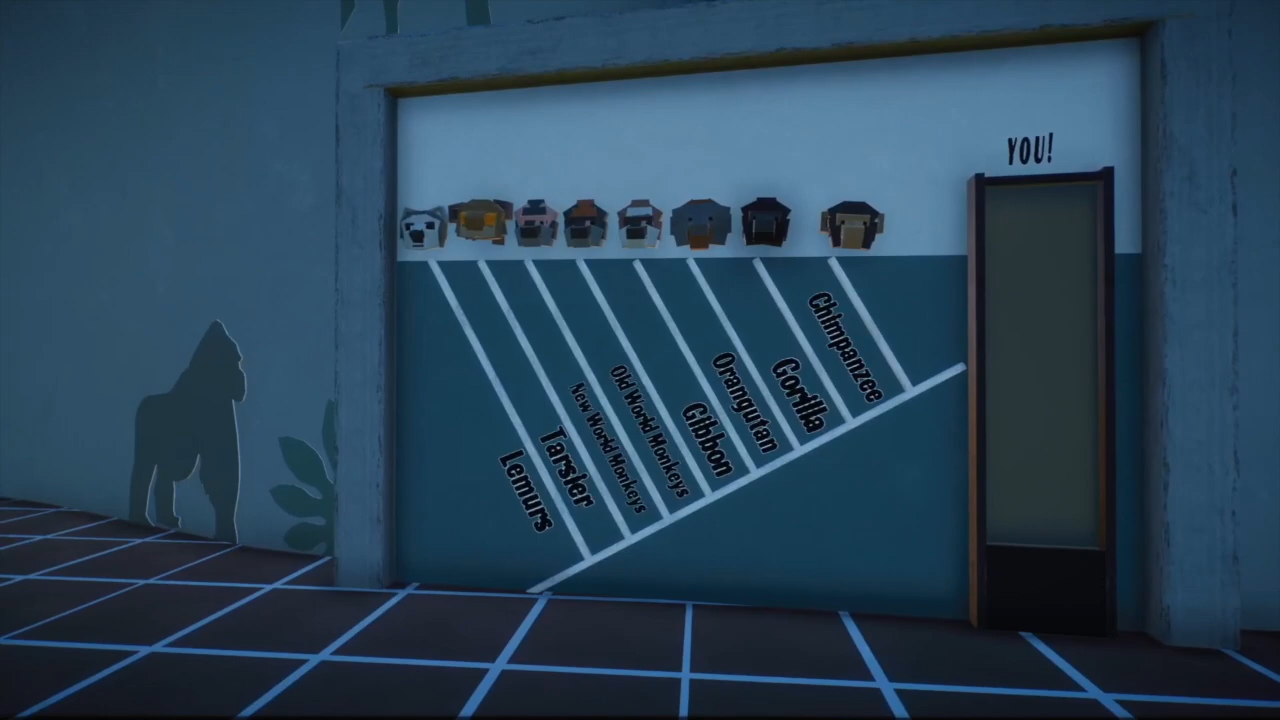 YOU!
Lemurs
Tarsier
New World Monkeys
Old World Monkeys
Gibbon
Orangutan
Gorilla
Chimpanzee